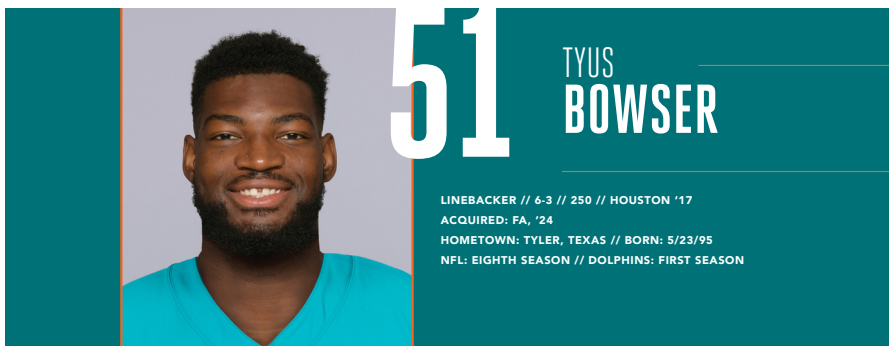 51
TYUS
BOWSER
LINEBACKER // 6-3 // 250 // HOUSTON ‘17
ACQUIRED: FA, ‘24
HOMETOWN: TYLER, TEXAS // BORN: 5/23/95
NFL: EIGHTH SEASON // DOLPHINS: FIRST SEASON